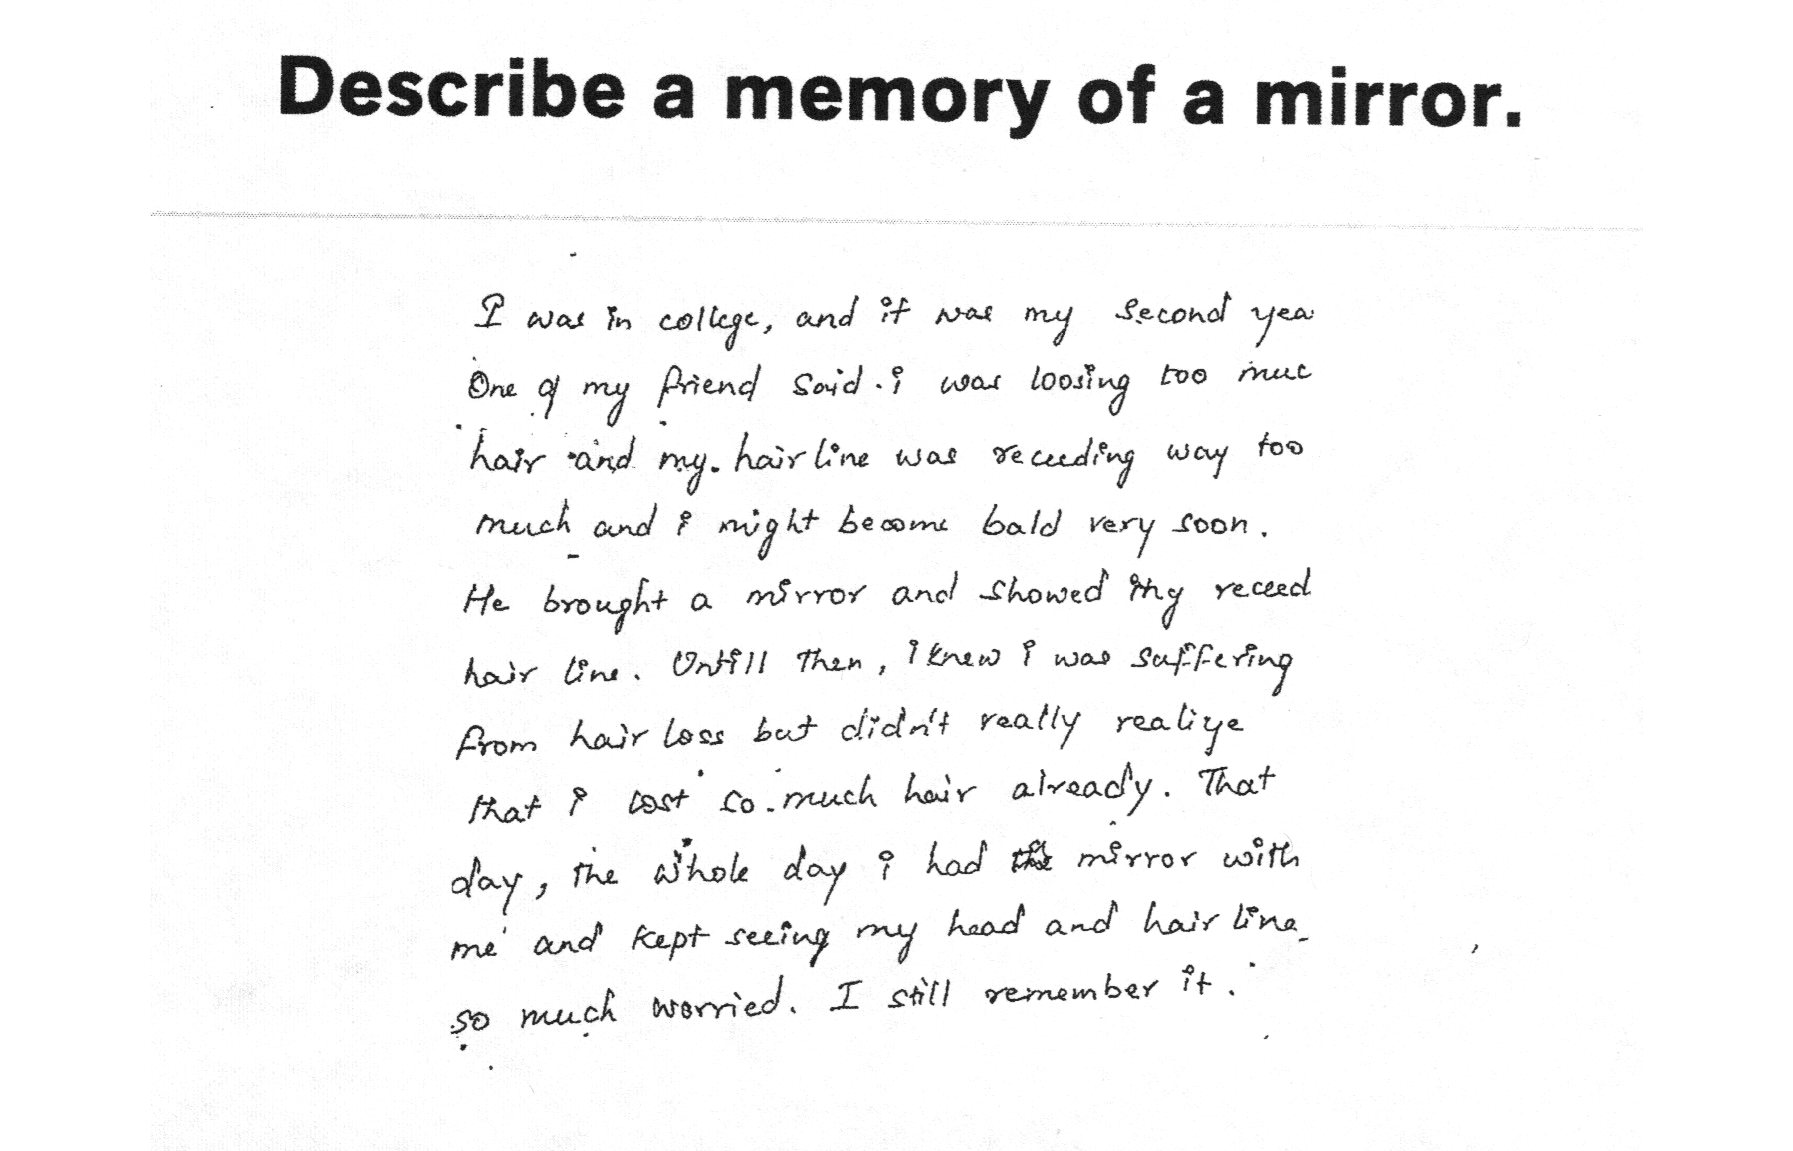 Describe a memory of a mirror.
I was in college, and it was my second yea
One of my friend said i was loosing too muc
hair and my hair line was receeding way too
much and i might become bald very soon.
He brought a mirror and showed my receed
hair line. Untill then, i knew i was suffering
from hair loss but didn't really realize
that i lost so much hair already. That
day, the whole day i had the mirror with
me and kept seeing my head and hair line
so much worried. I still remember it.